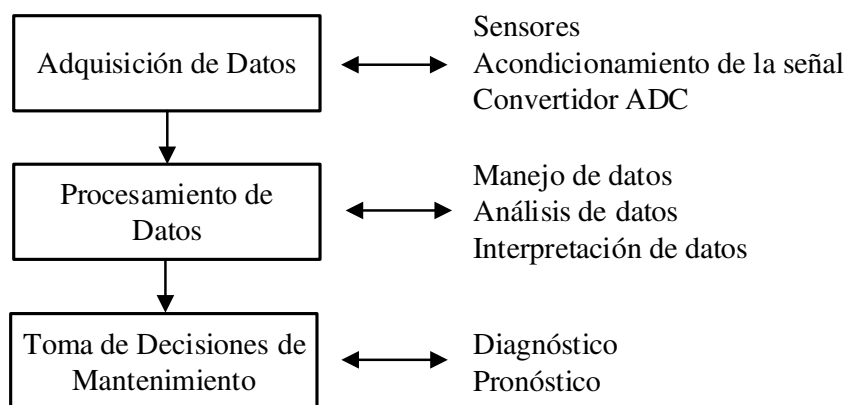 Adquisición de Datos
Sensores
Acondicionamiento de la señal
Convertidor ADC
Procesamiento de
Datos
Manejo de datos
Análisis de datos
Interpretación de datos
Toma de Decisiones de
Mantenimiento
Diagnóstico
Pronóstico